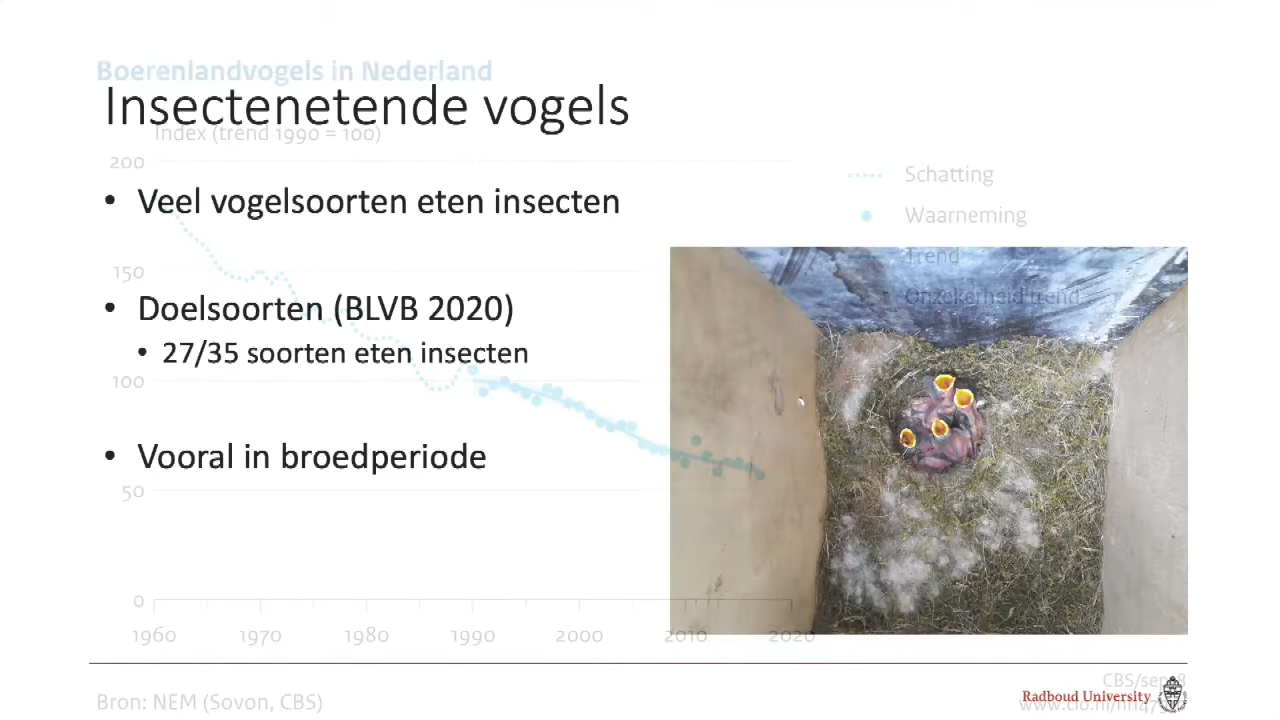 Boerenlandvogels in Nederland
Insectenetende vogels
Index (trend 1990 = 100)
200
Schatting
• Veel vogelsoorten eten insecten
Waarneming
Trend
150
Onzekerheid trend
• Doelsoorten (BLVB 2020)
• 27/35 soorten eten insecten
100
• Vooral in broedperiode
50
0
1960 1970 1980 1990 2000 2010 2020
Bron: NEM (Sovon, CBS)
Radboud University